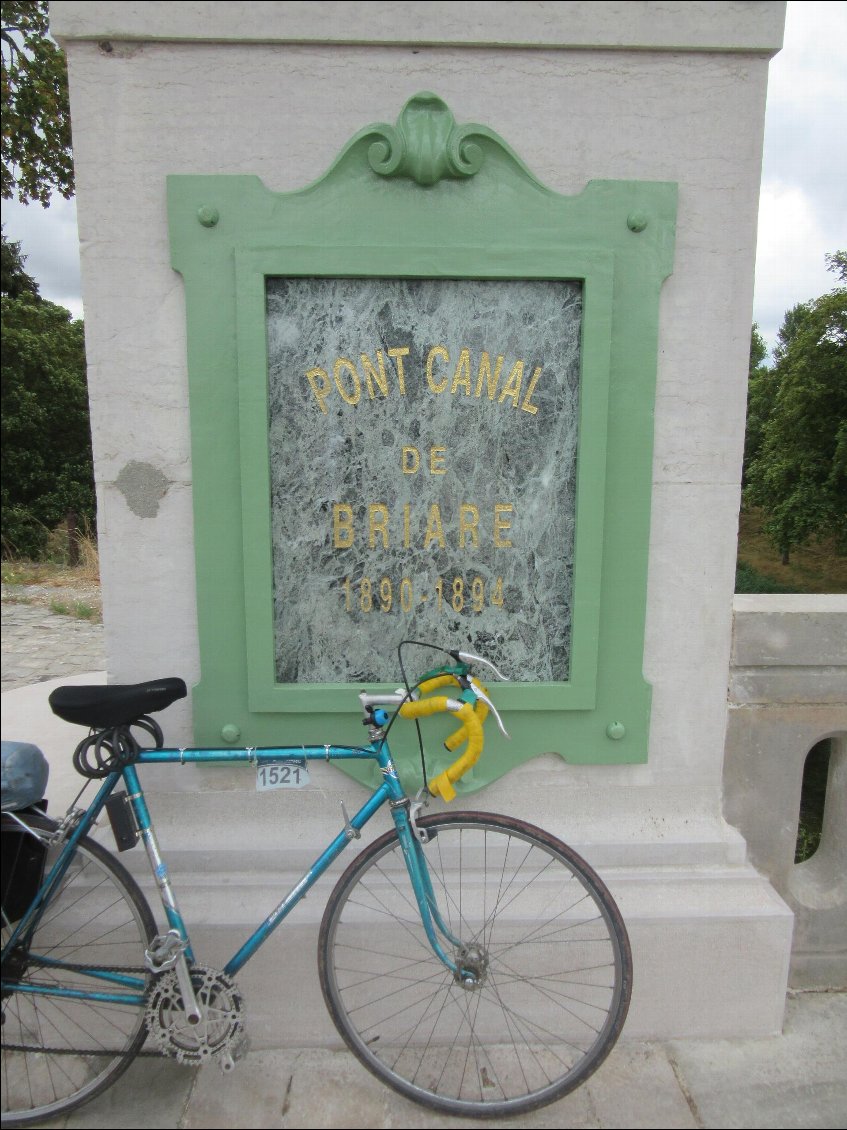 PONT CANAL
DE
BRIARE
1890-1894
1521